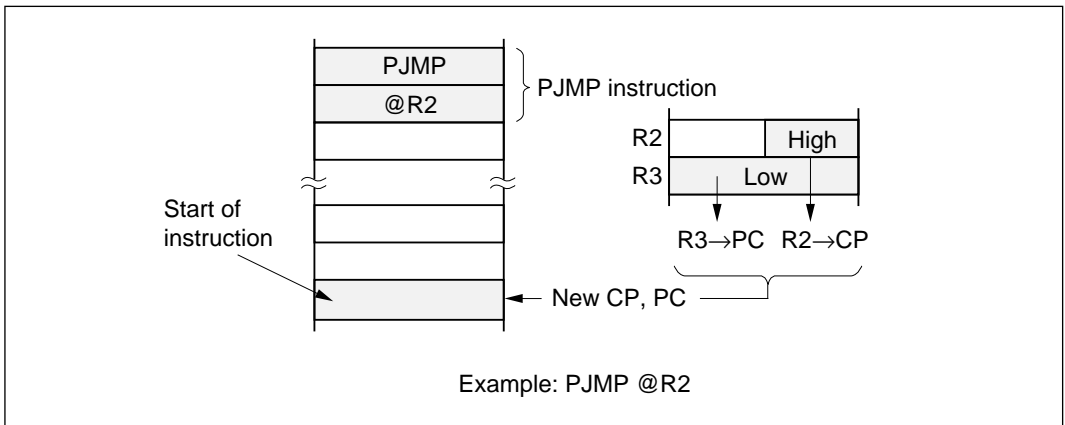 PJMP
@R2
PJMP instruction
R2
High
R3
Low
Start of
instruction
R3→PC R2→CP
New CP, PC
Example: PJMP @R2